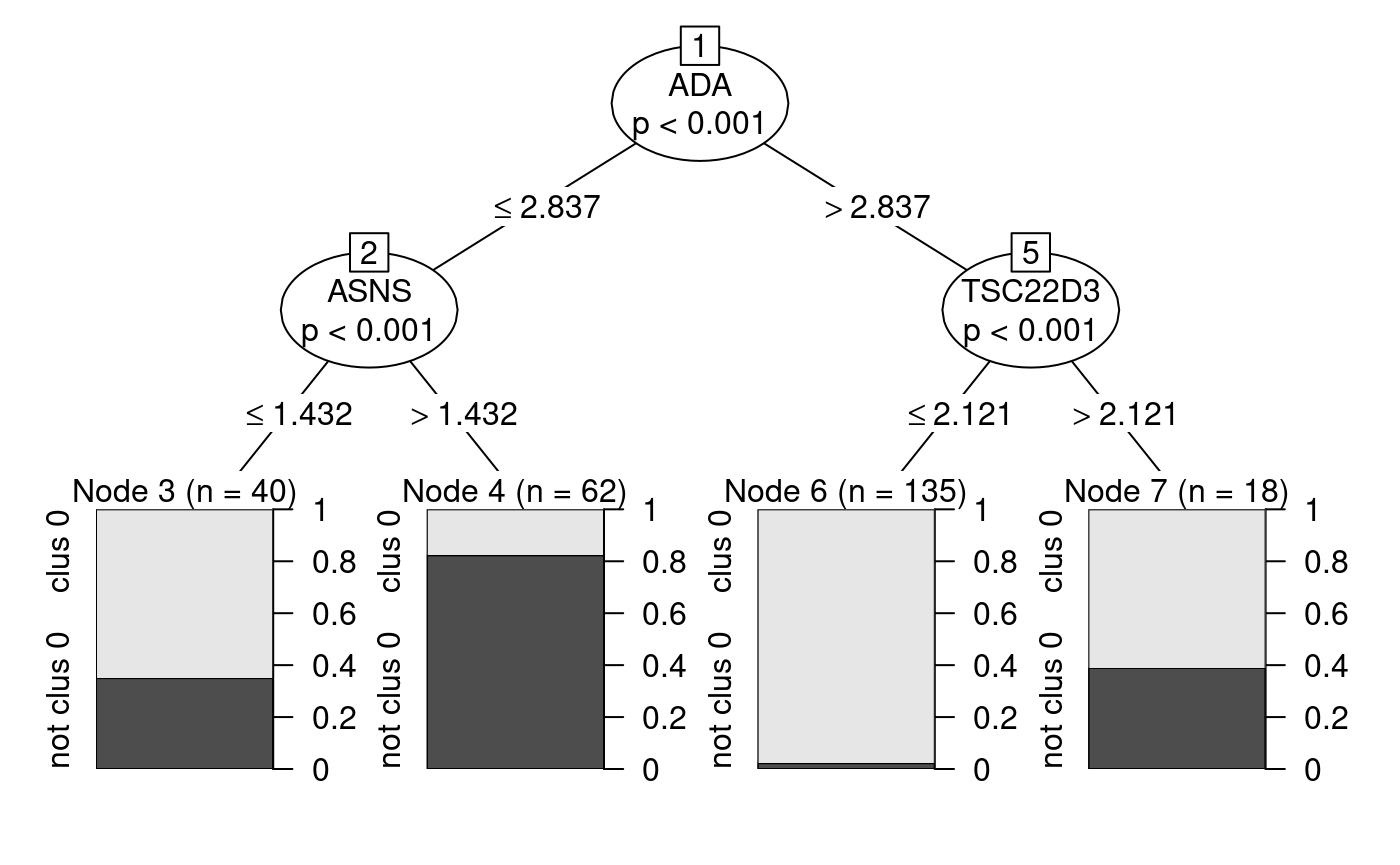 1
ADA
p < 0.001
≤ 2.837
> 2.837
2
ASNS
p < 0.001
5
TSC22D3
p < 0.001
≤ 1.432
> 1.432
≤ 2.121
> 2.121
Node 3 (n = 40)
not clus 0
clus 0
1
0.8
0.6
0.4
0.2
0
Node 4 (n = 62)
not clus 0
clus 0
1
0.8
0.6
0.4
0.2
0
Node 6 (n = 135)
not clus 0
clus 0
1
0.8
0.6
0.4
0.2
0
Node 7 (n = 18)
not clus 0
clus 0
1
0.8
0.6
0.4
0.2
0